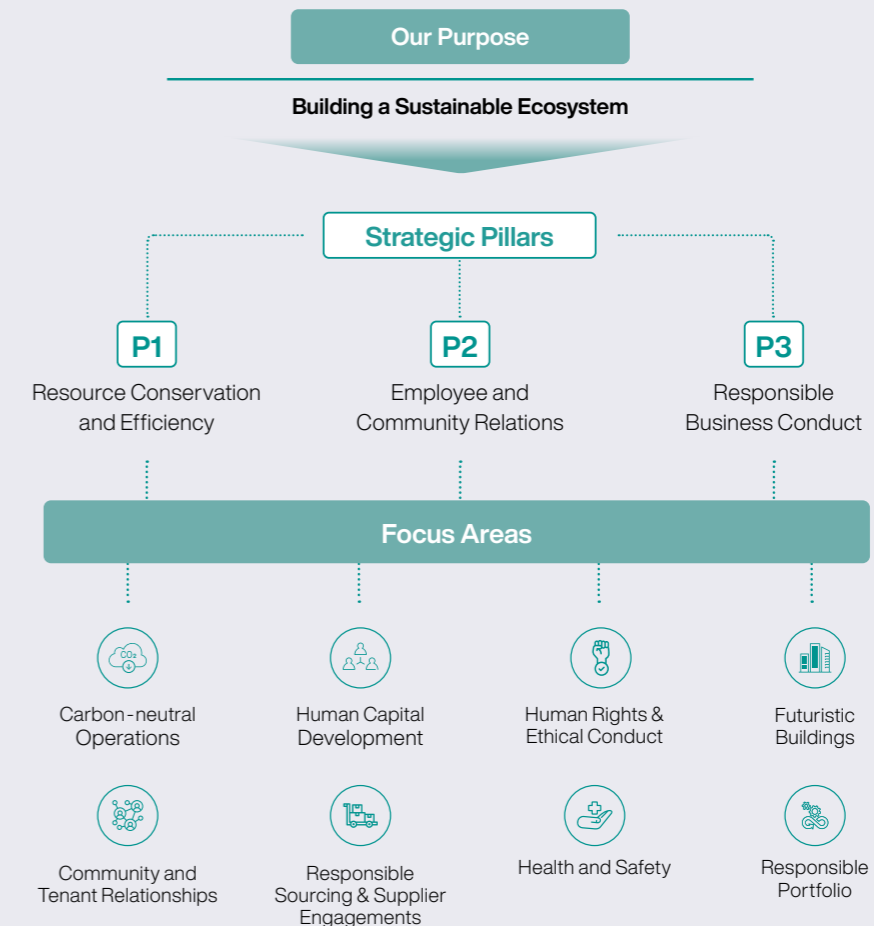 Our Purpose
Building a Sustainable Ecosystem
Strategic Pillars
P1
Resource Conservation
and Efficiency
P2
Employee and
Community Relations
P3
Responsible
Business Conduct
Focus Areas
CO₂
Carbon-neutral
Operations
Human Capital
Development
Human Rights &
Ethical Conduct
Futuristic
Buildings
Community and
Tenant Relationships
Responsible
Sourcing & Supplier
Engagements
Health and Safety
Responsible
Portfolio